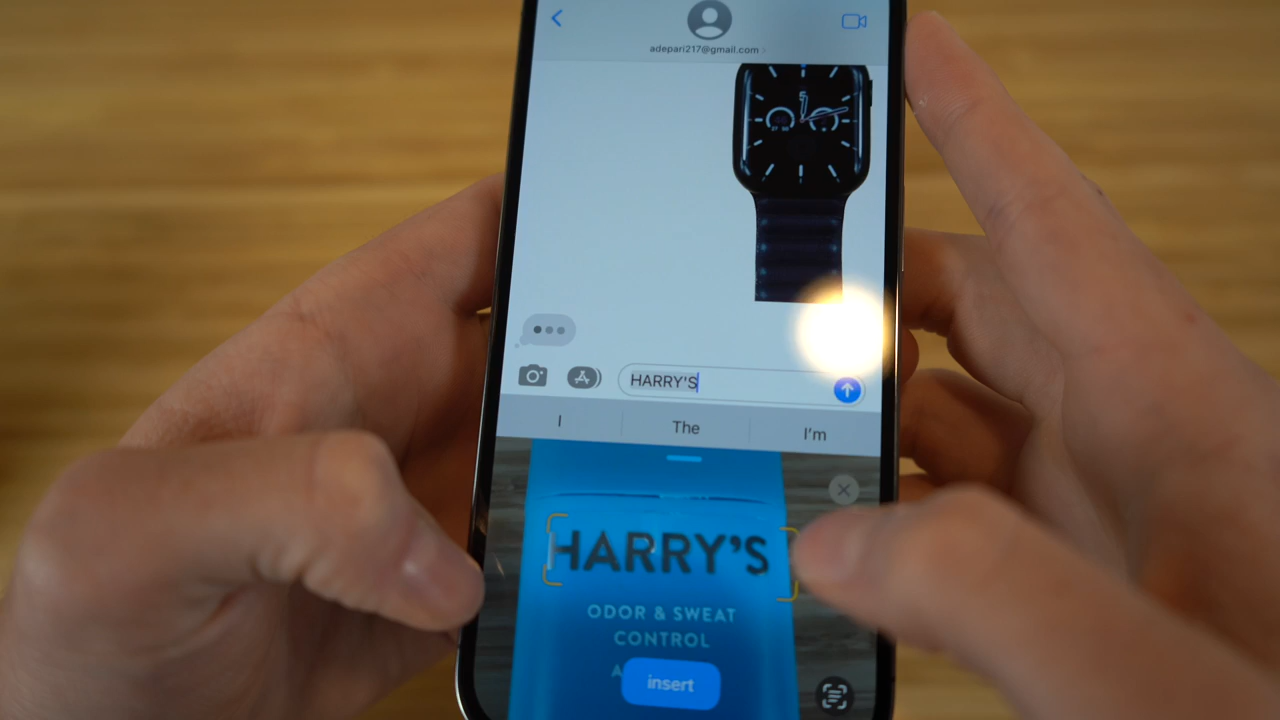 adepari217@gmail.com
HARRY'S
I
The
I'm
HARRY'S
ODOR & SWEAT
CONTROL
insert